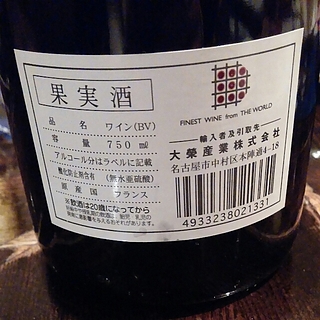 果実酒
品名 ワイン(BV)
容量 750㎖
アルコール分はラベルに記載
酸化防止剤含有 (無水亜硫酸)
原産国 フランス
※飲酒は20歳になってから
FINEST WINE from THE WORLD
輸入者及引取先
大榮産業株式会社
名古屋市中村区本陣通4-18
4933238021331